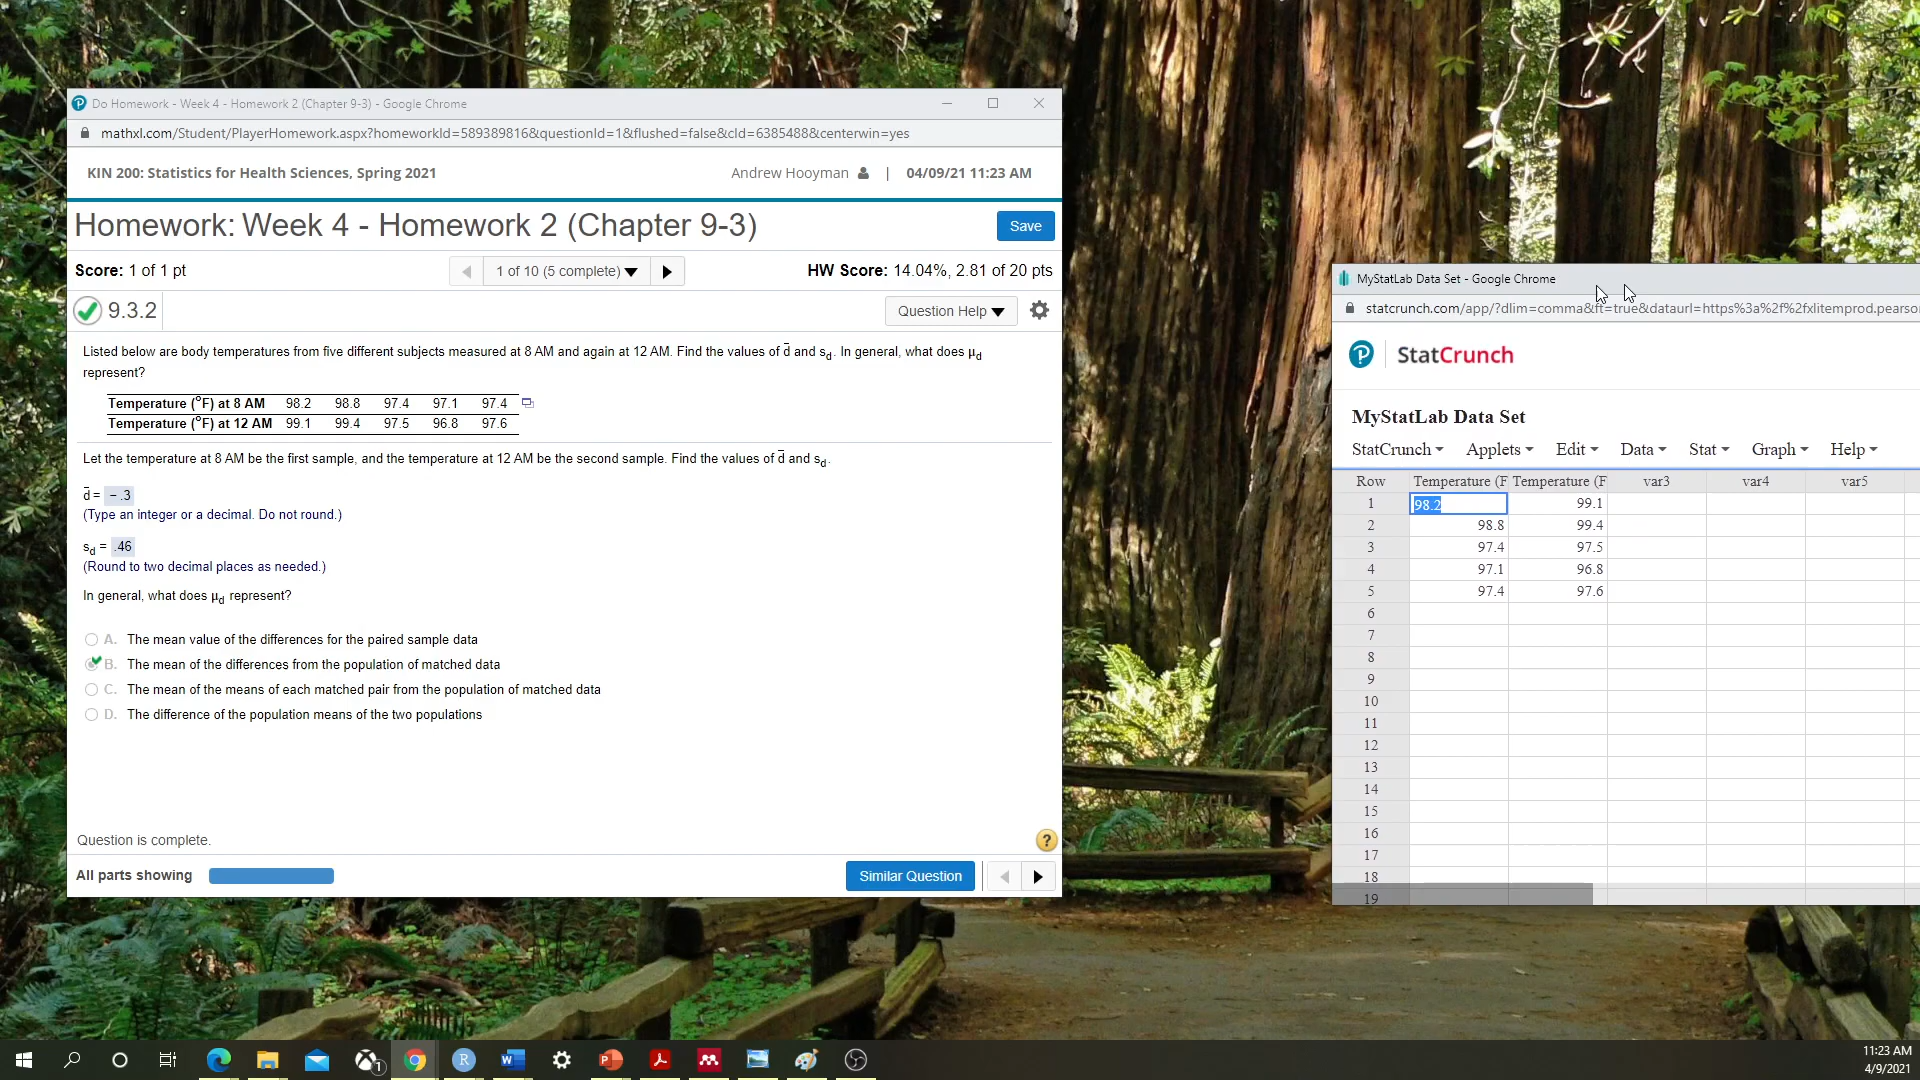 Do Homework - Week 4 - Homework 2 (Chapter 9-3) - Google Chrome
mathxl.com/Student/PlayerHomework.aspx?homeworkId=589389816&questionId=1&flushed=false&cId=6385488&centerwin=yes
KIN 200: Statistics for Health Sciences, Spring 2021
Andrew Hooyman | 04/09/21 11:23 AM
Homework: Week 4 - Homework 2 (Chapter 9-3)
Save
Score: 1 of 1 pt
1 of 10 (5 complete)
HW Score: 14.04%, 2.81 of 20 pts
9.3.2
Question Help
Listed below are body temperatures from five different subjects measured at 8 AM and again at 12 AM. Find the values of d̄ and sd. In general, what does μd
represent?
Temperature (°F) at 8 AM 98.2 98.8 97.4 97.1 97.4
Temperature (°F) at 12 AM 99.1 99.4 97.5 96.8 97.6
Let the temperature at 8 AM be the first sample, and the temperature at 12 AM be the second sample. Find the values of d̄ and sd.
d̄ = − .3
(Type an integer or a decimal. Do not round.)
sd = .46
(Round to two decimal places as needed.)
In general, what does μd represent?
A. The mean value of the differences for the paired sample data
B. The mean of the differences from the population of matched data
C. The mean of the means of each matched pair from the population of matched data
D. The difference of the population means of the two populations
Question is complete.
?
All parts showing
Similar Question
MyStatLab Data Set - Google Chrome
statcrunch.com/app/?dlim=comma&ft=true&dataurl=https%3a%2f%2fxlitemprod.pearso
P StatCrunch
MyStatLab Data Set
StatCrunch Applets Edit Data Stat Graph Help
Row Temperature (F Temperature (F var3 var4 var5
1 98.2 99.1
2 98.8 99.4
3 97.4 97.5
4 97.1 96.8
5 97.4 97.6
6
7
8
9
10
11
12
13
14
15
16
17
18
19
11:23 AM
4/9/2021